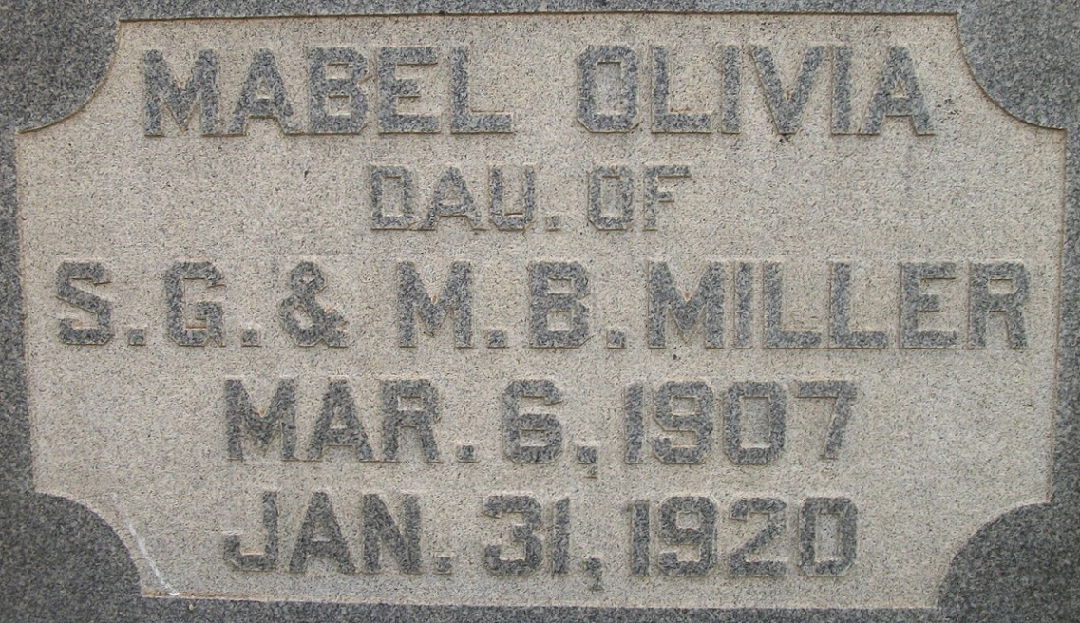 MABEL OLIVIA
DAU. OF
S.G. & M.B. MILLER
MAR. 6, 1907
JAN. 31, 1920